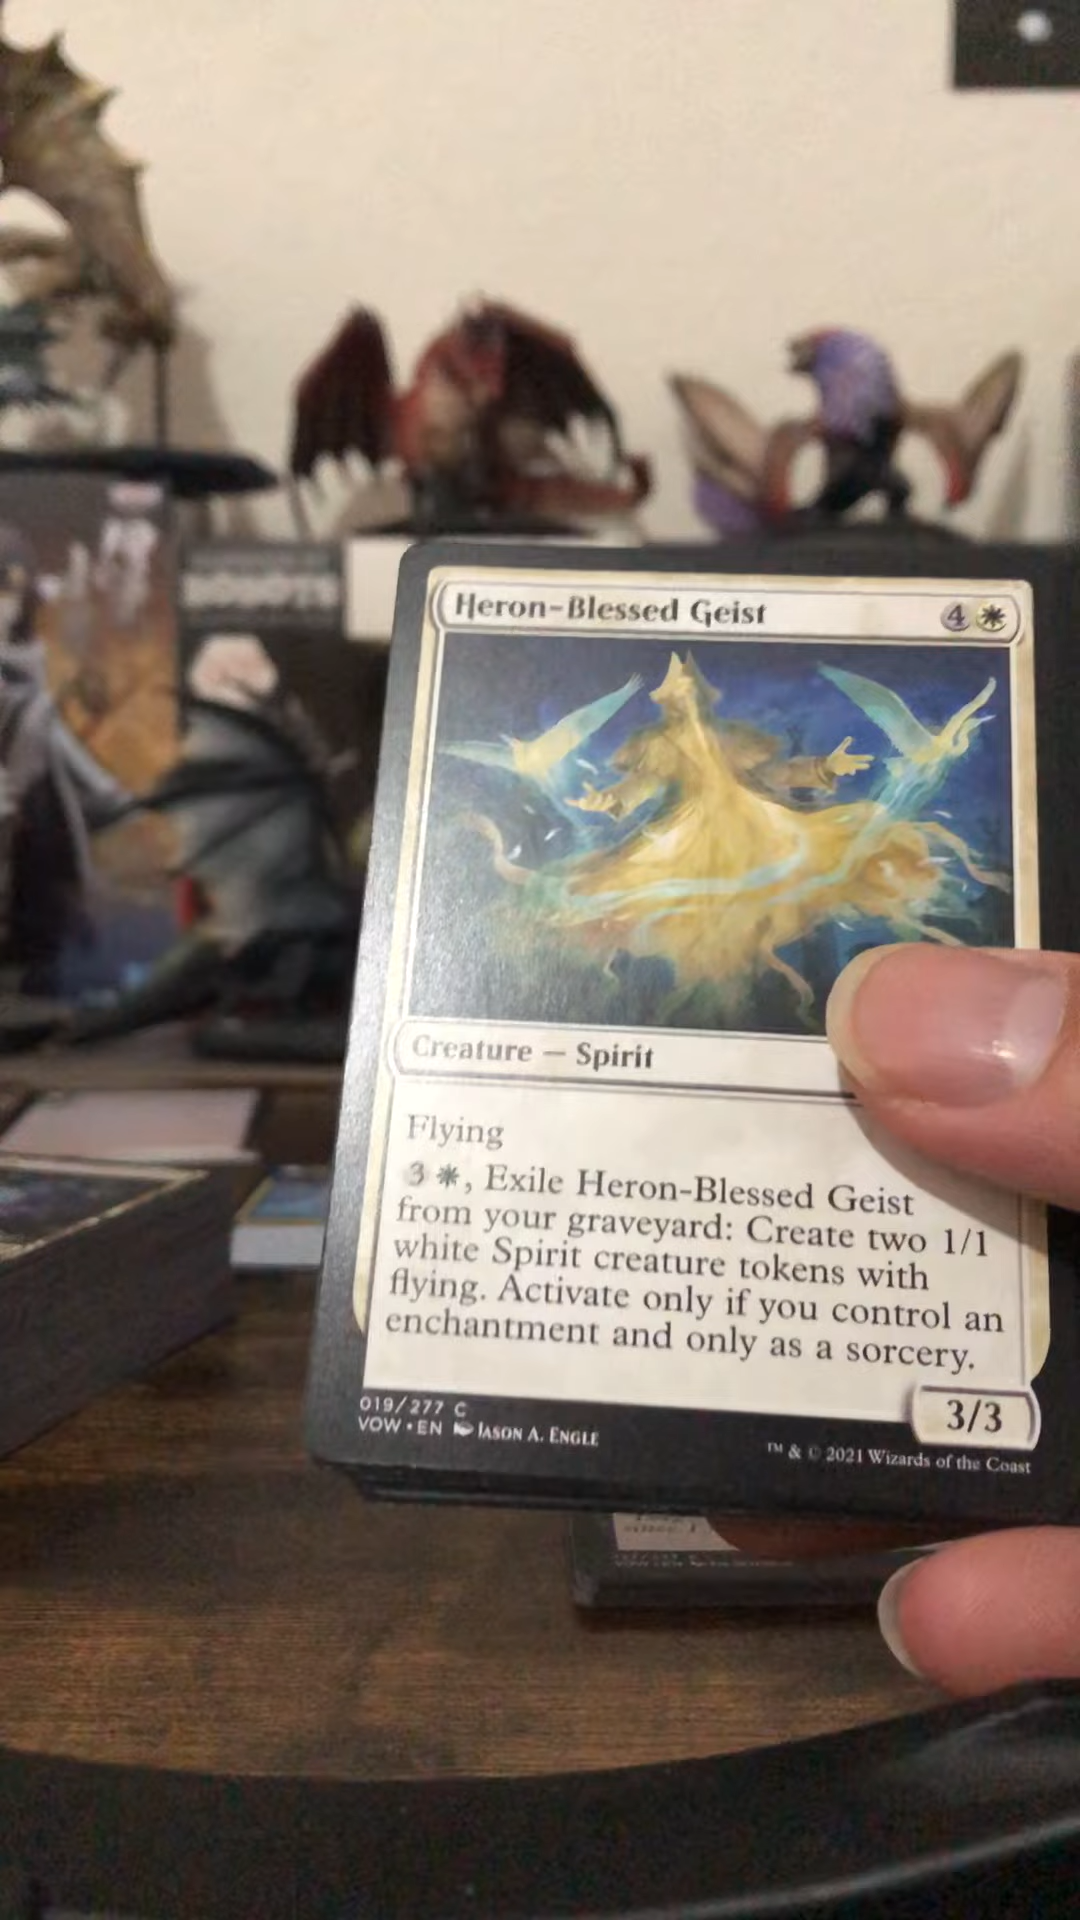 Heron-Blessed Geist 4
Creature — Spirit
Flying
3 , Exile Heron-Blessed Geist
from your graveyard: Create two 1/1
white Spirit creature tokens with
flying. Activate only if you control an
enchantment and only as a sorcery.
3/3
019/277 C
VOW • EN JASON A. ENGLE
™ & © 2021 Wizards of the Coast